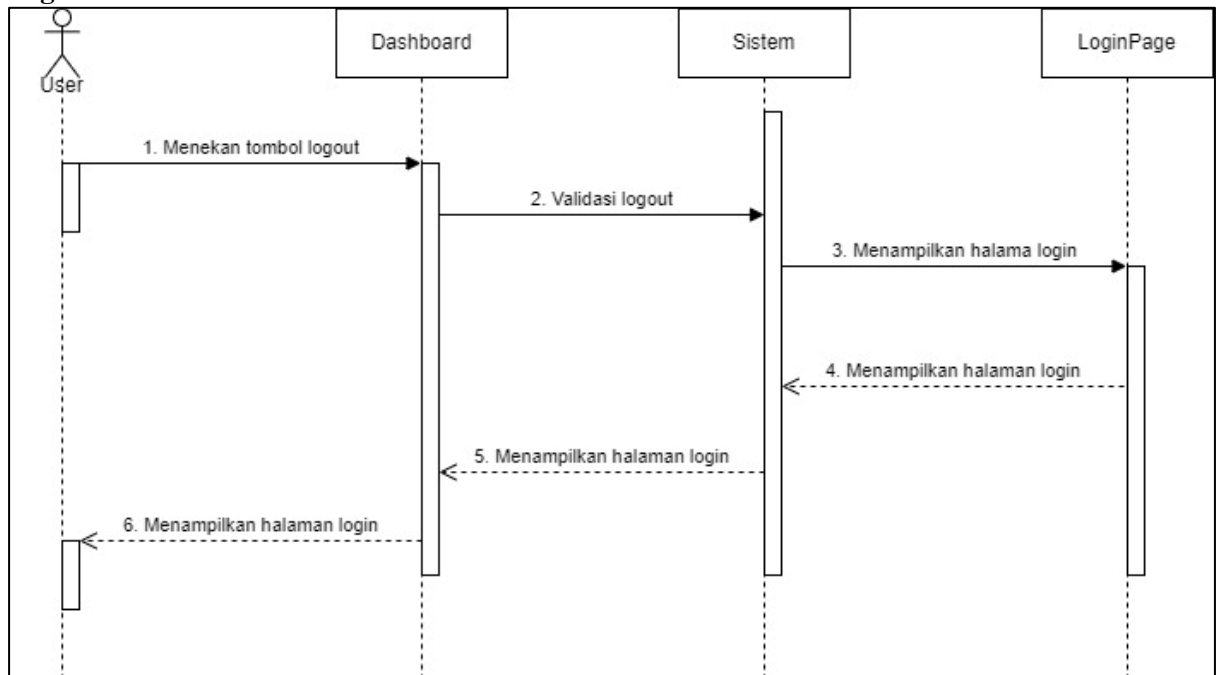 User
Dashboard
Sistem
LoginPage
1. Menekan tombol logout
2. Validasi logout
3. Menampilkan halama login
4. Menampilkan halaman login
5. Menampilkan halaman login
6. Menampilkan halaman login